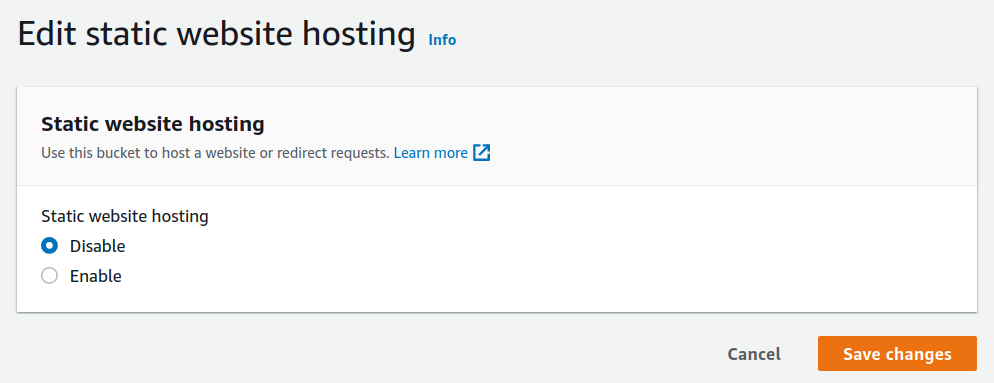 Edit static website hosting Info
Static website hosting
Use this bucket to host a website or redirect requests. Learn more
Static website hosting
Disable
Enable
Cancel Save changes